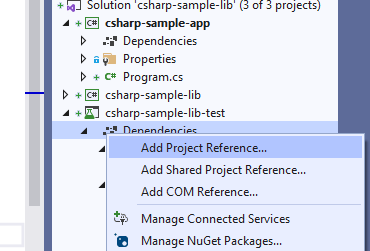 Solution 'csharp-sample-lib' (3 of 3 projects)
csharp-sample-app
Dependencies
Properties
C# Program.cs
C# csharp-sample-lib
csharp-sample-lib-test
Dependencies
Add Project Reference...
Add Shared Project Reference...
Add COM Reference...
Manage Connected Services
Manage NuGet Packages...